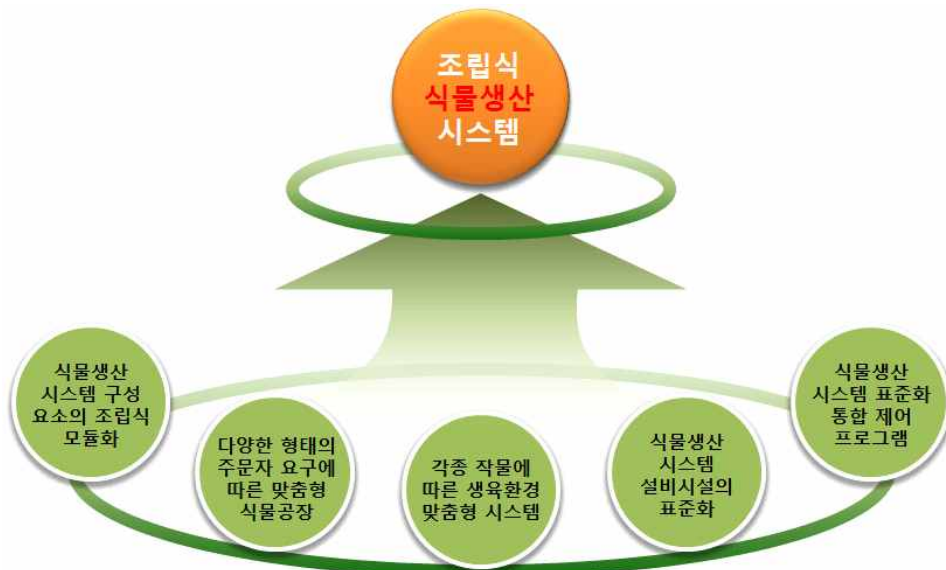 조립식
식물생산
시스템
식물생산
시스템 구성
요소의 조립식
모듈화
다양한 형태의
주문자 요구에
따른 맞춤형
식물공장
각종 작물에
따른 생육환경
맞춤형 시스템
식물생산
시스템
설비시설의
표준화
식물생산
시스템 표준화
통합 제어
프로그램